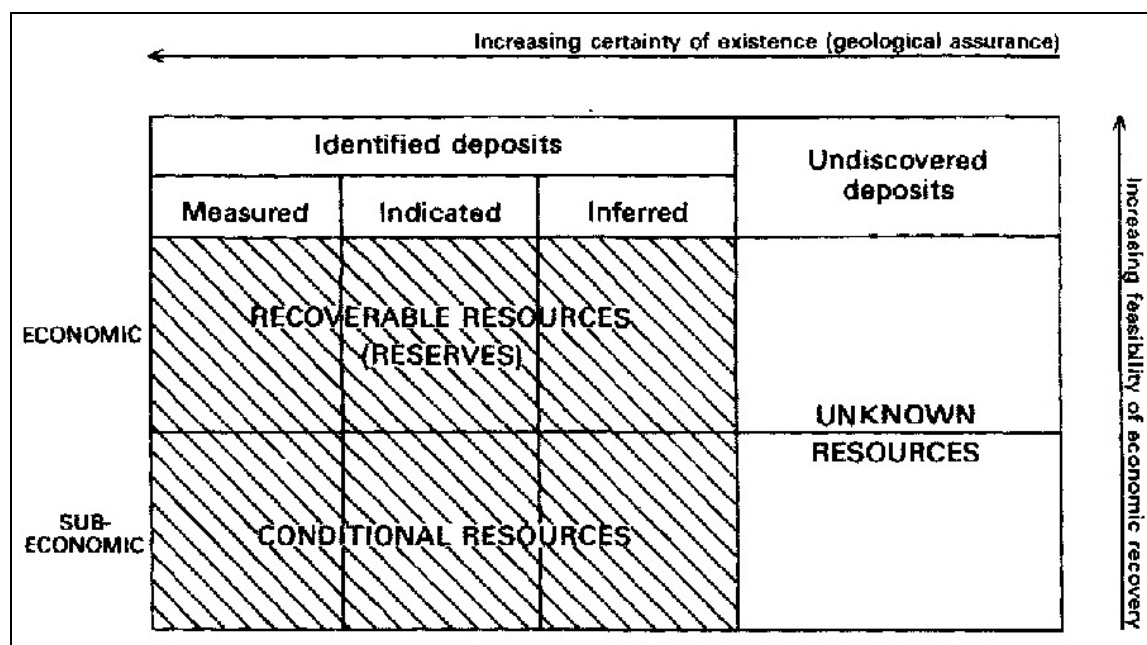 Increasing certainty of existence (geological assurance)
Identified deposits
Undiscovered
deposits
Measured
Indicated
Inferred
ECONOMIC
RECOVERABLE RESOURCES
(RESERVES)
UNKNOWN
RESOURCES
SUB-
ECONOMIC
CONDITIONAL RESOURCES
Increasing feasibility of economic recovery